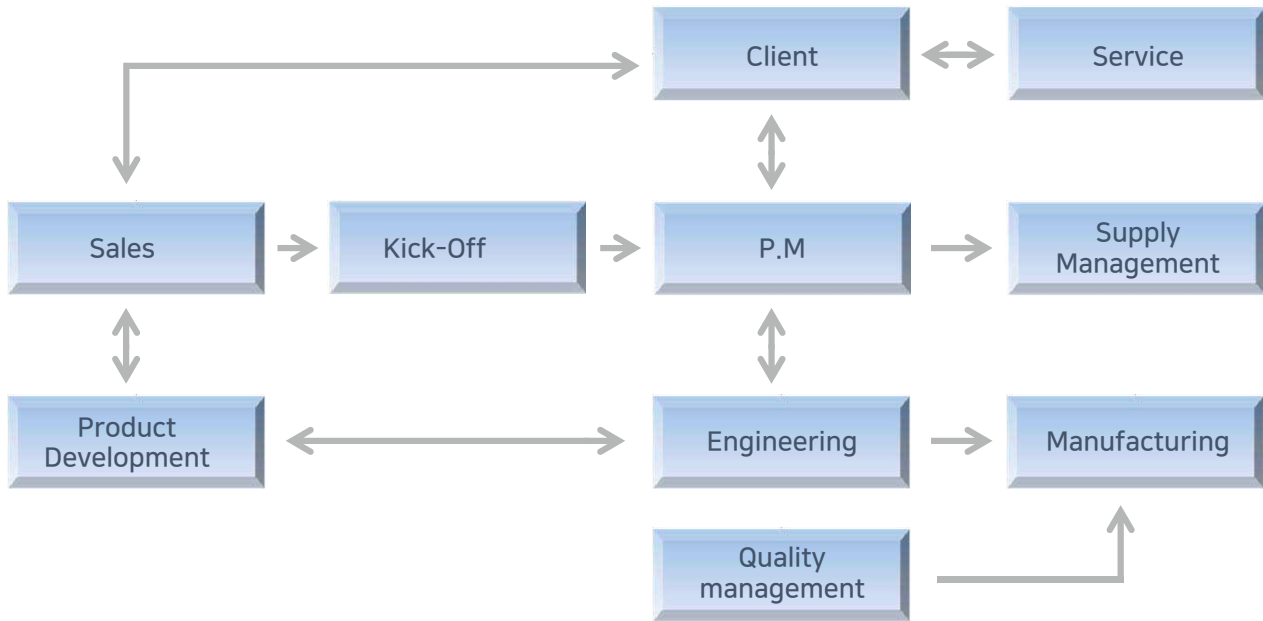 Client
Service
Sales
Kick-Off
P.M
Supply
Management
Product
Development
Engineering
Manufacturing
Quality
management